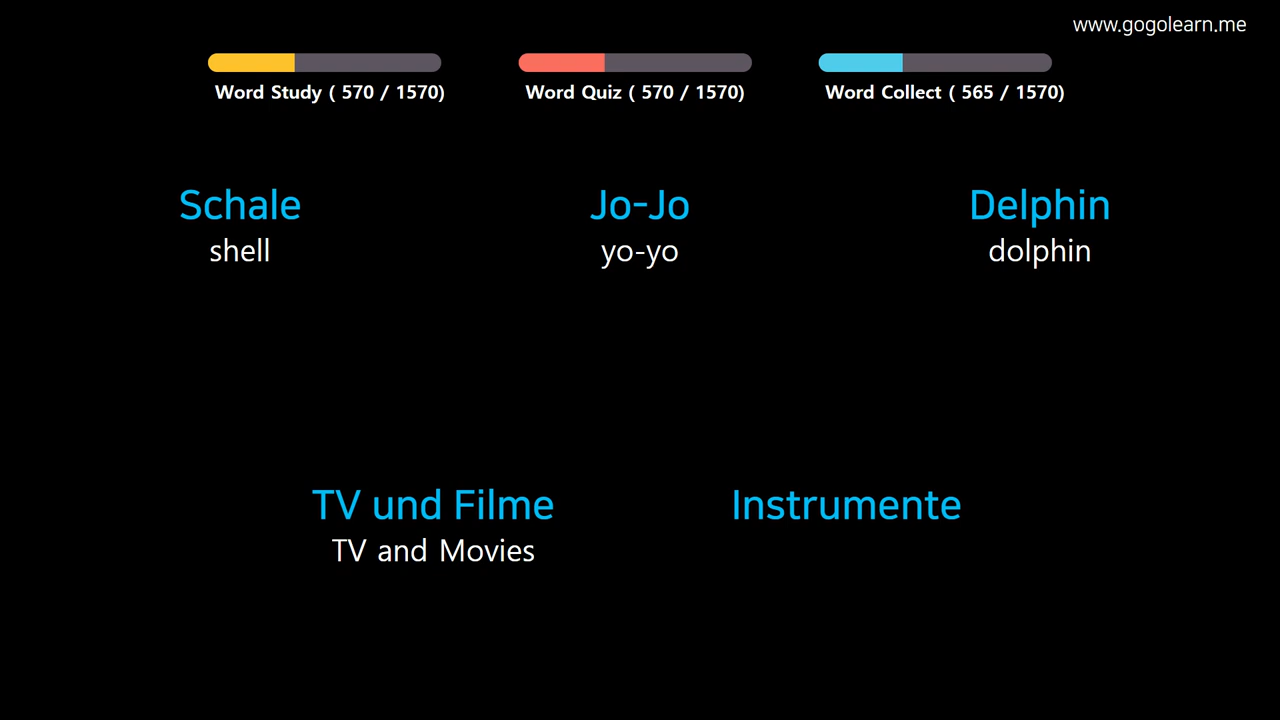 www.gogolearn.me
Word Study ( 570 / 1570)
Word Quiz ( 570 / 1570)
Word Collect ( 565 / 1570)
Schale
shell
Jo-Jo
yo-yo
Delphin
dolphin
TV und Filme
TV and Movies
Instrumente